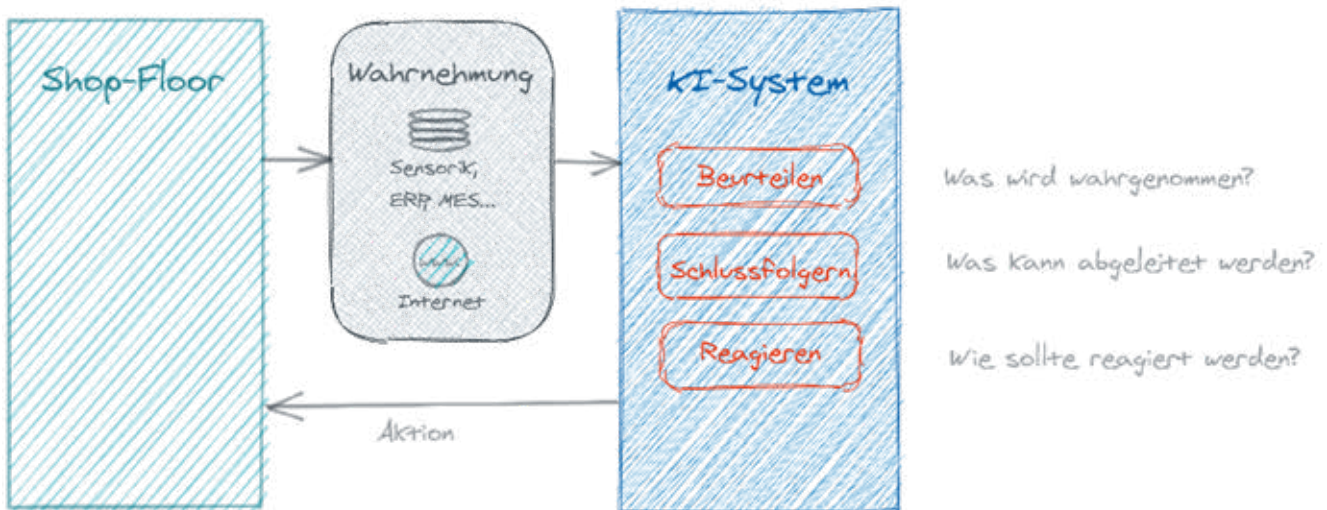 Shop-Floor
Wahrnehmung
Sensorik,
ERP, MES...
www
Internet
KI-System
Beurteilen
Was wird wahrgenommen?
Schlussfolgern
Was kann abgeleitet werden?
Reagieren
Wie sollte reagiert werden?
Aktion